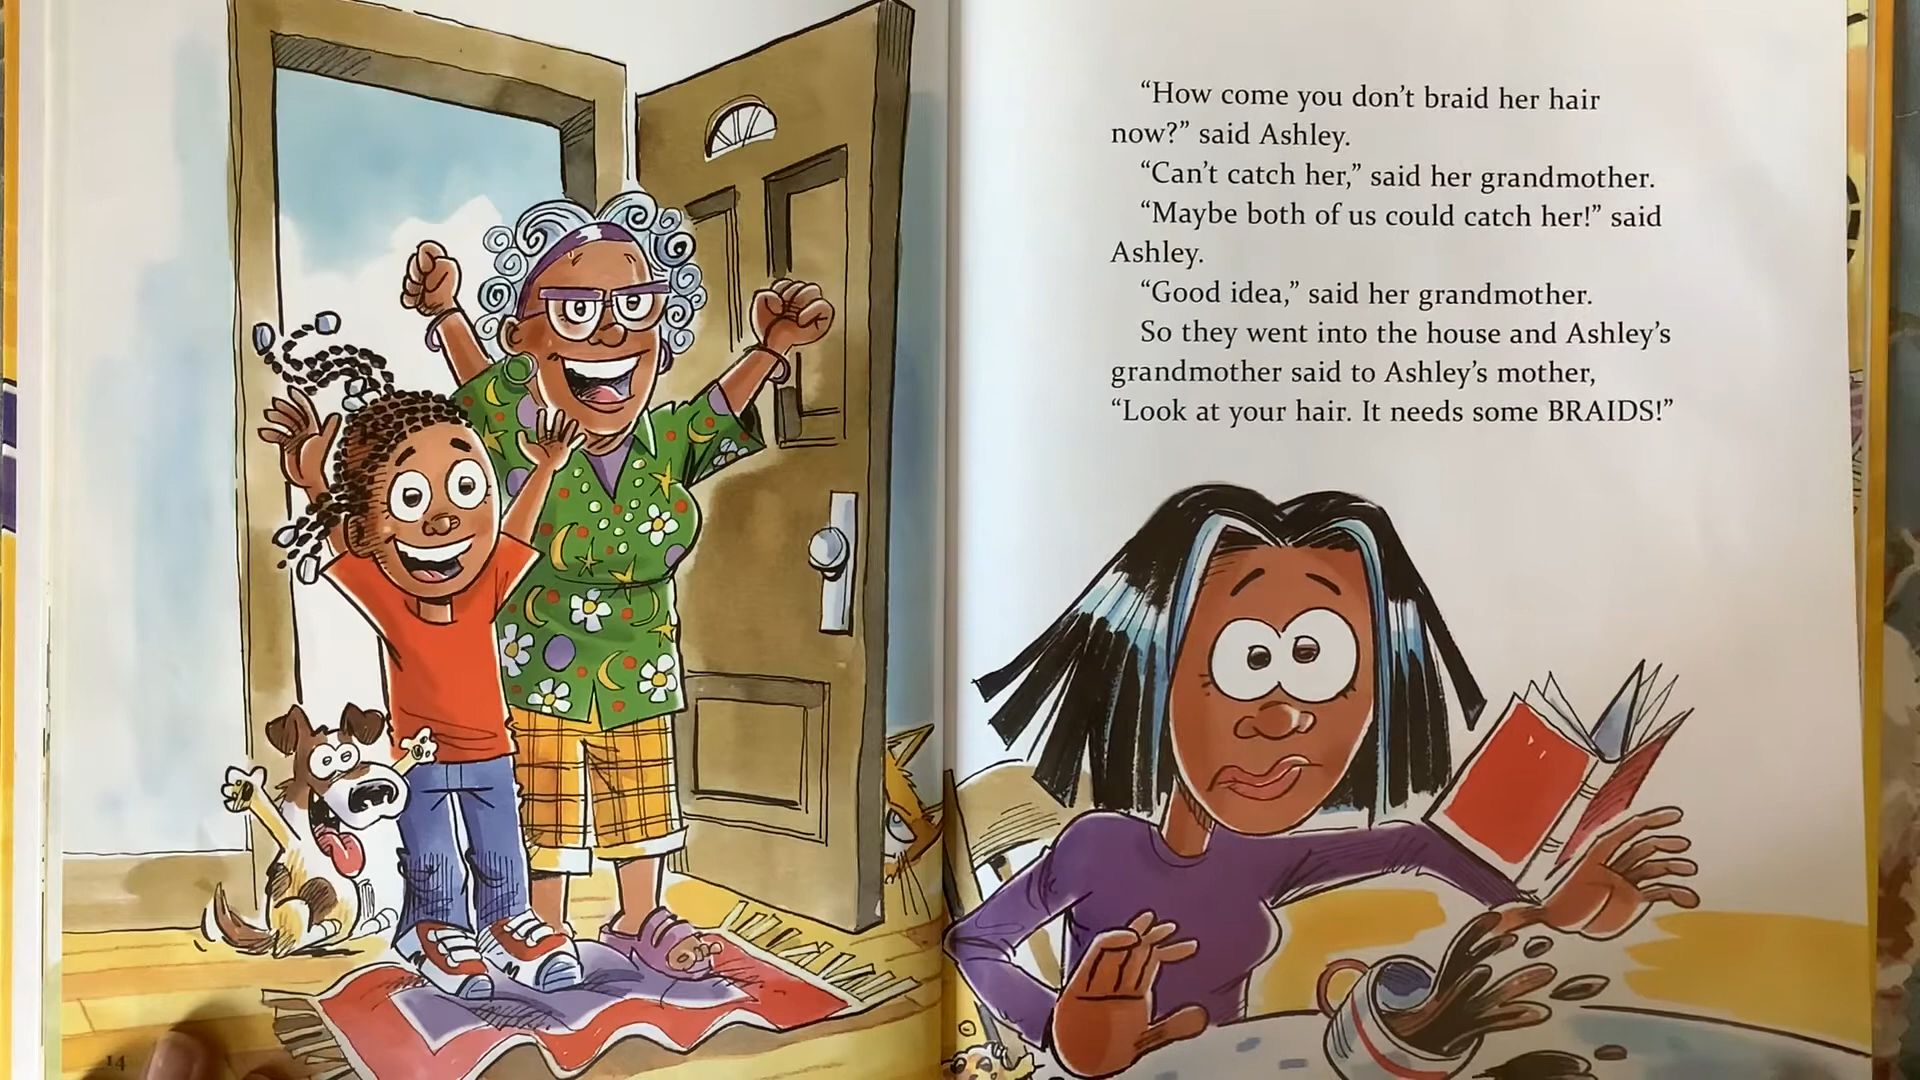 “How come you don’t braid her hair
now?” said Ashley.
“Can’t catch her,” said her grandmother.
“Maybe both of us could catch her!” said
Ashley.
“Good idea,” said her grandmother.
So they went into the house and Ashley’s
grandmother said to Ashley’s mother,
“Look at your hair. It needs some BRAIDS!”
14